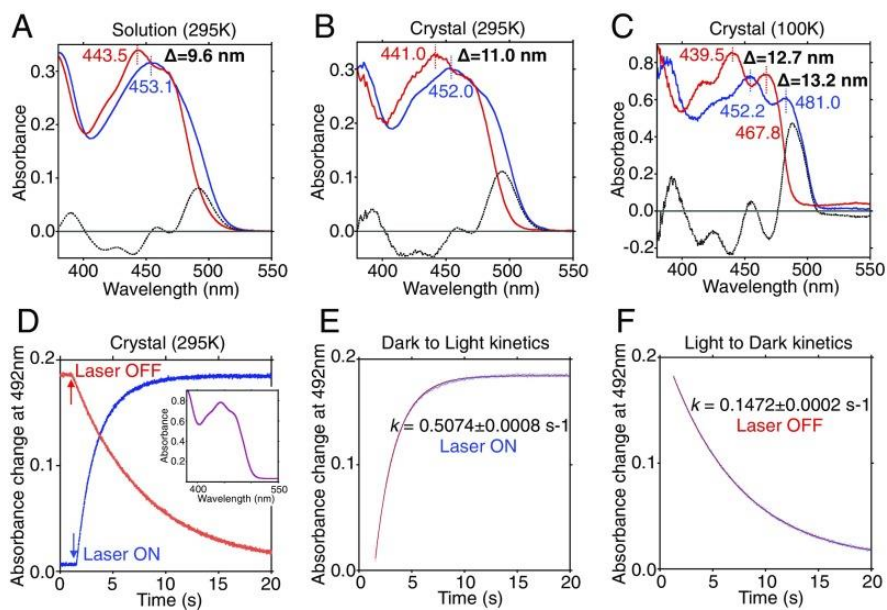 A
Solution (295K)
Absorbance
0.3
0.2
0.1
0.0
443.5
Δ=9.6 nm
453.1
400 450 500 550
Wavelength (nm)
B
Crystal (295K)
Absorbance
0.3
0.2
0.1
0.0
441.0
Δ=11.0 nm
452.0
400 450 500 550
Wavelength (nm)
C
Crystal (100K)
Absorbance
0.8
0.6
0.4
0.2
0.0
-0.2
439.5
Δ=12.7 nm
Δ=13.2 nm
452.2
481.0
467.8
400 450 500 550
Wavelength (nm)
D
Crystal (295K)
Absorbance change at 492nm
0.2
0.1
0.0
Laser OFF
Laser ON
Absorbance
0.8
0.6
0.4
0.2
400 550
Wavelength (nm)
0 5 10 15 20
Time (s)
E
Dark to Light kinetics
Absorbance change at 492nm
0.2
0.1
0.0
k = 0.5074±0.0008 s-1
Laser ON
0 5 10 15 20
Time (s)
F
Light to Dark kinetics
Absorbance change at 492nm
0.2
0.1
0.0
k = 0.1472±0.0002 s-1
Laser OFF
0 5 10 15 20
Time (s)